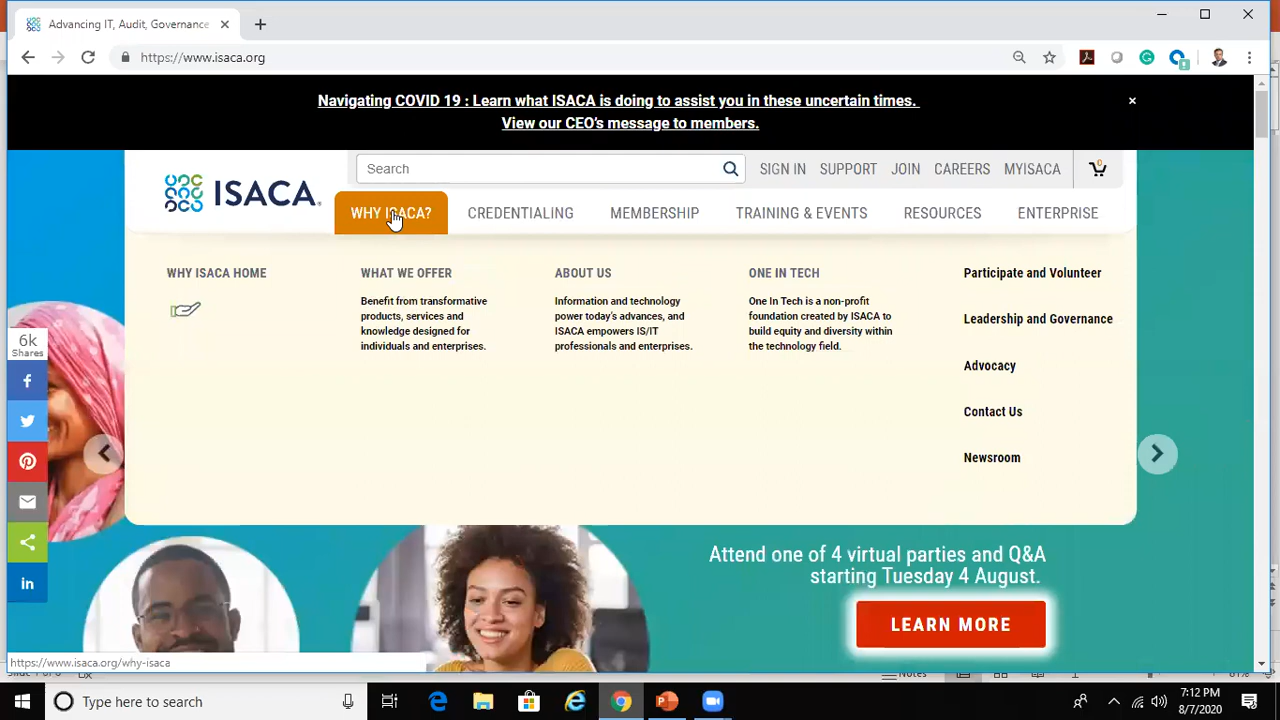 Advancing IT, Audit, Governance
https://www.isaca.org
Navigating COVID 19 : Learn what ISACA is doing to assist you in these uncertain times.
View our CEO's message to members.
×
Search
SIGN IN
SUPPORT
JOIN
CAREERS
MYISACA
0
ISACA.
WHY ISACA?
CREDENTIALING
MEMBERSHIP
TRAINING & EVENTS
RESOURCES
ENTERPRISE
WHY ISACA HOME
WHAT WE OFFER
Benefit from transformative
products, services and
knowledge designed for
individuals and enterprises.
ABOUT US
Information and technology
power today's advances, and
ISACA empowers IS/IT
professionals and enterprises.
ONE IN TECH
One In Tech is a non-profit
foundation created by ISACA to
build equity and diversity within
the technology field.
Participate and Volunteer
Leadership and Governance
Advocacy
Contact Us
Newsroom
6k
Shares
Attend one of 4 virtual parties and Q&A
starting Tuesday 4 August.
LEARN MORE
https://www.isaca.org/why-isaca
Notes
81%
Type here to search
7:12 PM
8/7/2020